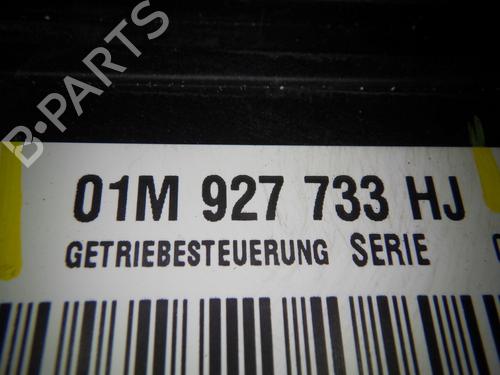 B-PARTS
01M 927 733 HJ
GETRIEBESTEUERUNG SERIE